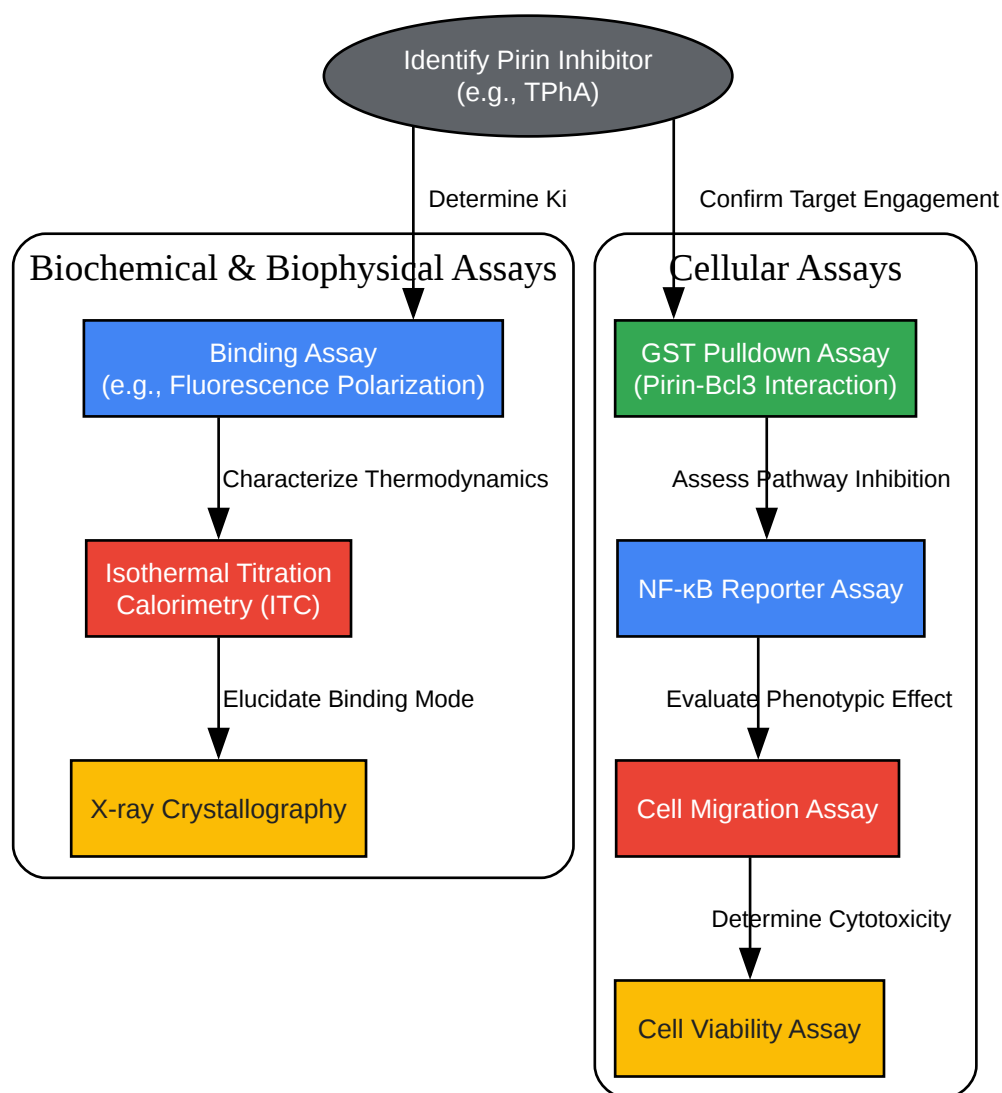 Identify Pirin Inhibitor
(e.g., TPhA)
Determine Ki
Confirm Target Engagement
Biochemical & Biophysical Assays
Cellular Assays
Binding Assay
(e.g., Fluorescence Polarization)
GST Pulldown Assay
(Pirin-Bcl3 Interaction)
Characterize Thermodynamics
Assess Pathway Inhibition
Isothermal Titration
Calorimetry (ITC)
NF-κB Reporter Assay
Elucidate Binding Mode
Evaluate Phenotypic Effect
X-ray Crystallography
Cell Migration Assay
Determine Cytotoxicity
Cell Viability Assay